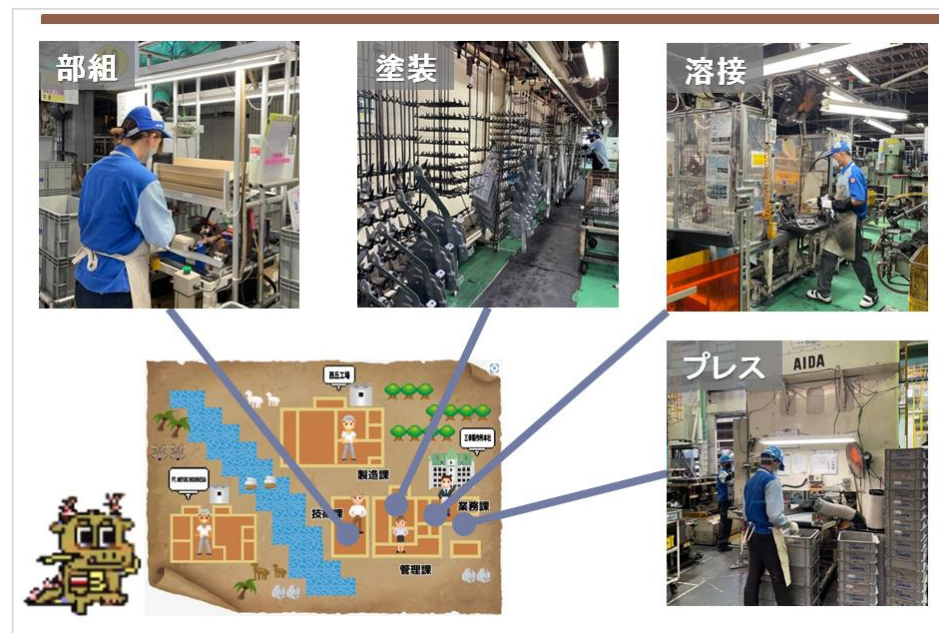 部組
塗装
溶接
プレス
AIDA
西丘工場
三幸製作所本社
製造課
PT. MIYUKI INDONESIA
技術課
業務課
管理課